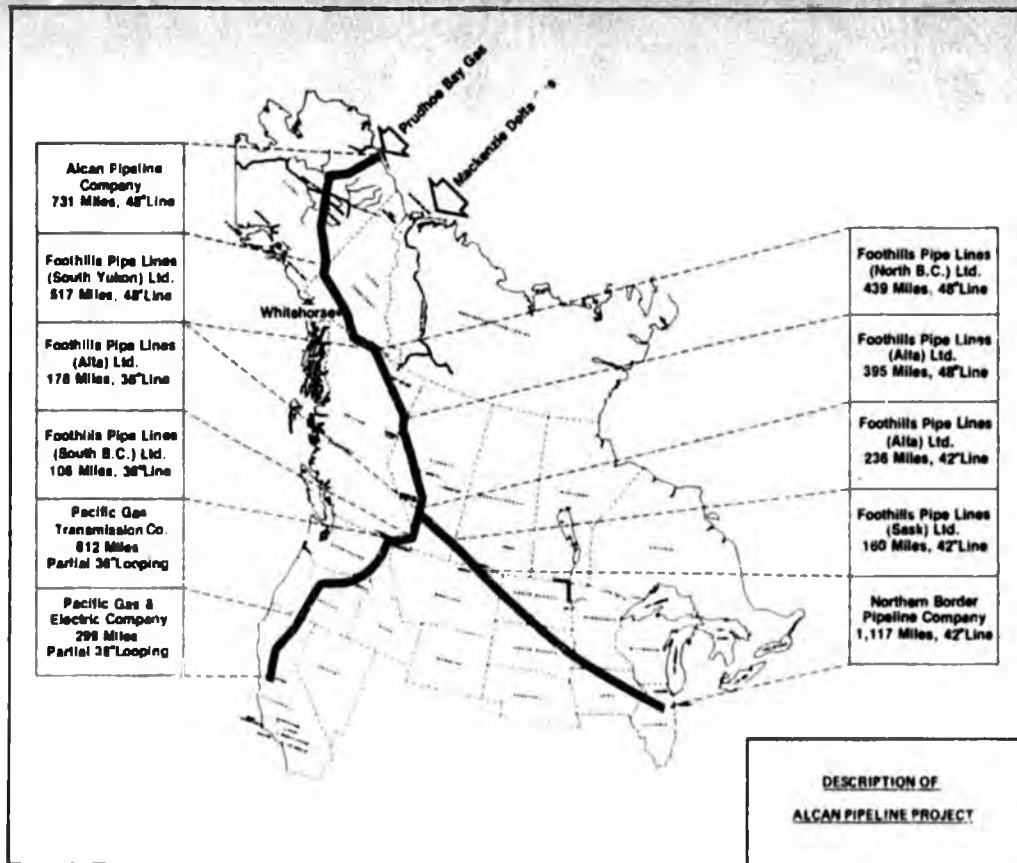 Prudhoe Bay Gas
Mackenzie Delta
Alcan Pipeline
Company
731 Miles, 48"Line
Foothills Pipe Lines
(South Yukon) Ltd.
517 Miles, 48"Line
Foothills Pipe Lines
(Alta) Ltd.
176 Miles, 36"Line
Foothills Pipe Lines
(South B.C.) Ltd.
106 Miles, 36"Line
Pacific Gas
Transmission Co.
612 Miles
Partial 36"Looping
Pacific Gas &
Electric Company
299 Miles
Partial 36"Looping
Whitehorse
Foothills Pipe Lines
(North B.C.) Ltd.
439 Miles, 48"Line
Foothills Pipe Lines
(Alta) Ltd.
395 Miles, 48"Line
Foothills Pipe Lines
(Alta) Ltd.
236 Miles, 42"Line
Foothills Pipe Lines
(Sask) Ltd.
160 Miles, 42"Line
Northern Border
Pipeline Company
1,117 Miles, 42"Line
DESCRIPTION OF
ALCAN PIPELINE PROJECT